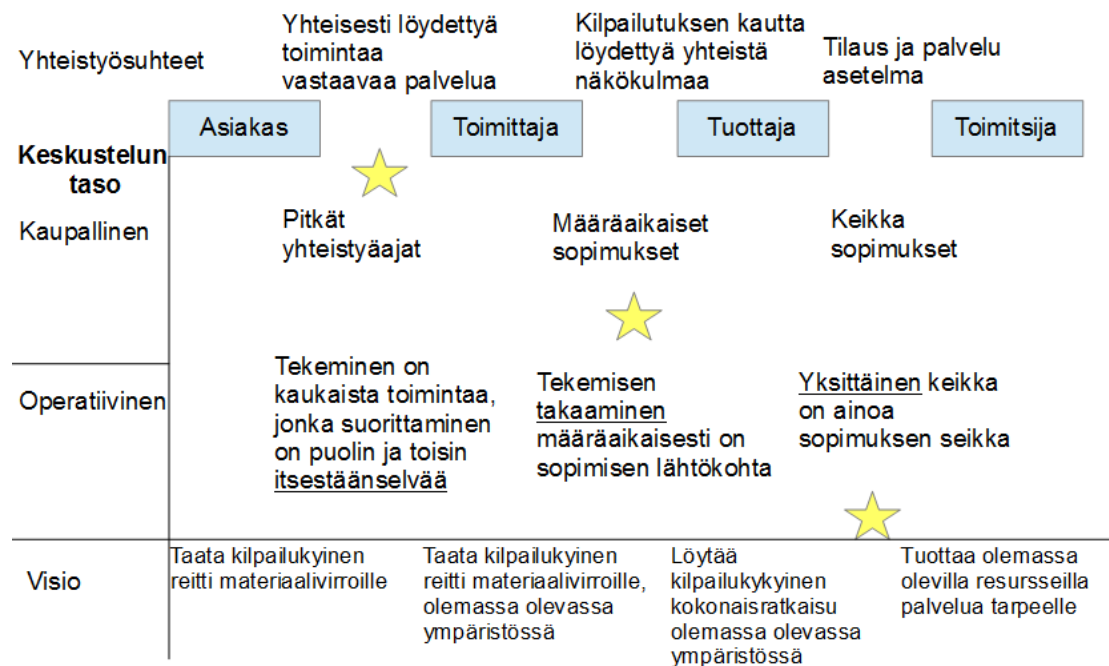 Yhteistyösuhteet
Yhteisesti löydettyä
toimintaa
vastaavaa palvelua
Kilpailutuksen kautta
löydettyä yhteistä
näkökulmaa
Tilaus ja palvelu
asetelma
Asiakas
Toimittaja
Tuottaja
Toimitsija
Keskustelun
taso
Kaupallinen
Pitkät
yhteistyäajat
Määräaikaiset
sopimukset
Keikka
sopimukset
Operatiivinen
Tekeminen on
kaukaista toimintaa,
jonka suorittaminen
on puolin ja toisin
itsestäänselvää
Tekemisen
takaaminen
määräaikaisesti on
sopimisen lähtökohta
Yksittäinen keikka
on ainoa
sopimuksen seikka
Visio
Taata kilpailukyinen
reitti materiaalivirroille
Taata kilpailukyinen
reitti materiaalivirroille,
olemassa olevassa
ympäristössä
Löytää
kilpailukykyinen
kokonaisratkaisu
olemassa olevassa
ympäristössä
Tuottaa olemassa
olevilla resursseilla
palvelua tarpeelle